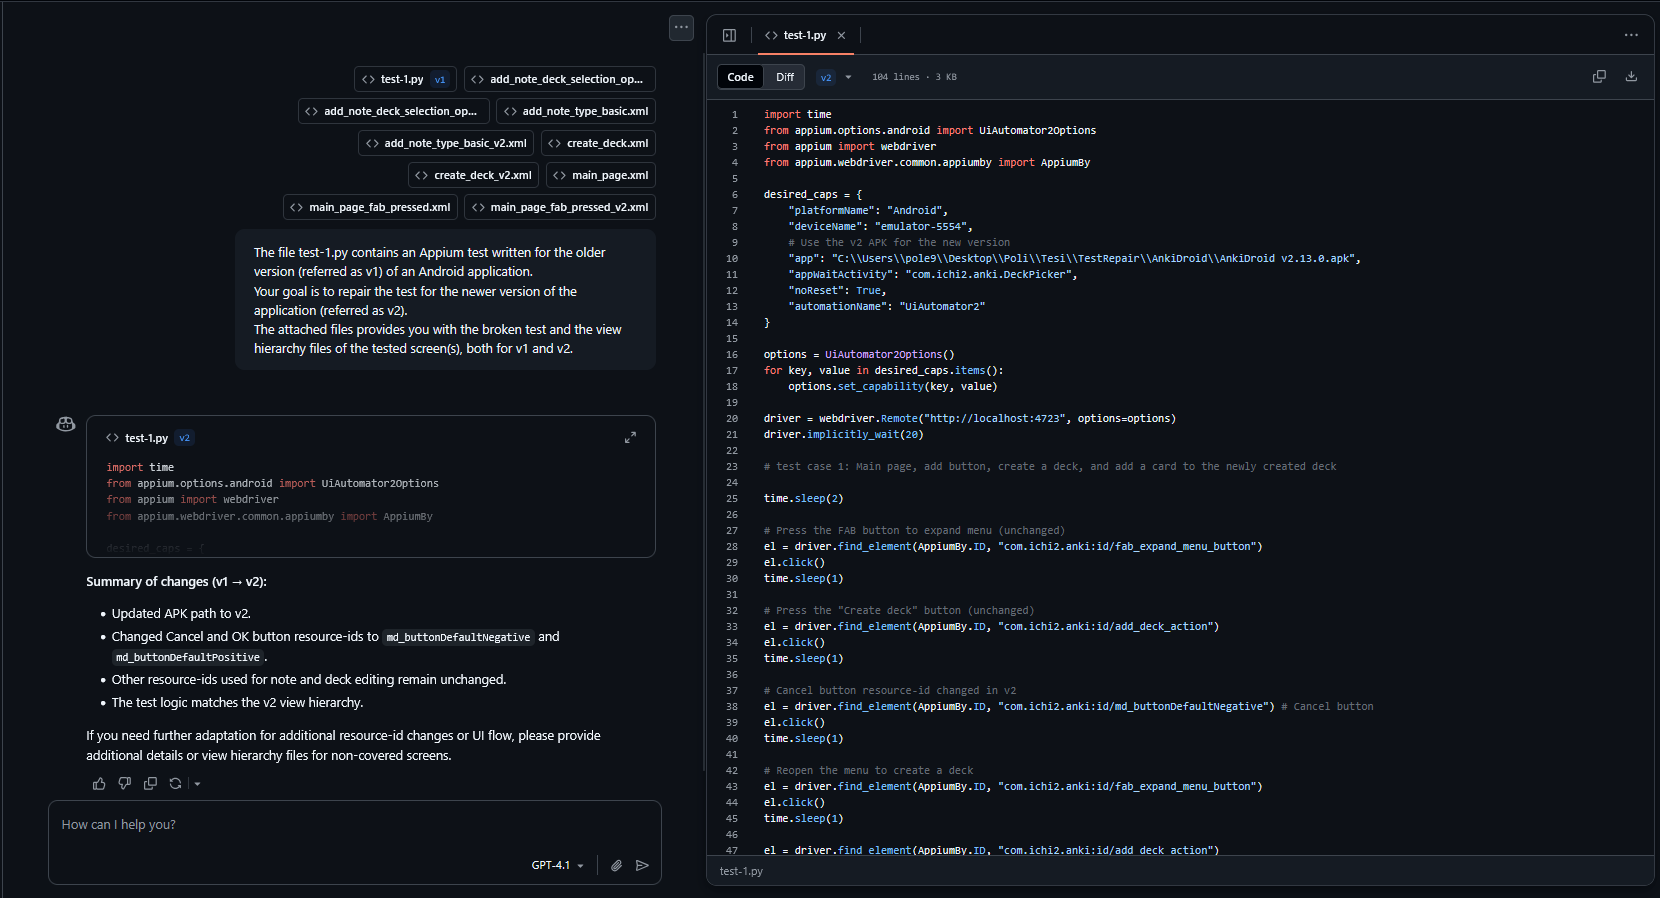 test-1.py v1
add_note_deck_selection_op...
add_note_deck_selection_op...
add_note_type_basic.xml
add_note_type_basic_v2.xml
create_deck.xml
create_deck_v2.xml
main_page.xml
main_page_fab_pressed.xml
main_page_fab_pressed_v2.xml
The file test-1.py contains an Appium test written for the older
version (referred as v1) of an Android application.
Your goal is to repair the test for the newer version of the
application (referred as v2).
The attached files provides you with the broken test and the view
hierarchy files of the tested screen(s), both for v1 and v2.
test-1.py v2
import time
from appium.options.android import UiAutomator2Options
from appium import webdriver
from appium.webdriver.common.appiumby import AppiumBy
desired_caps = {
Summary of changes (v1 → v2):
• Updated APK path to v2.
• Changed Cancel and OK button resource-ids to md_buttonDefaultNegative and
md_buttonDefaultPositive.
• Other resource-ids used for note and deck editing remain unchanged.
• The test logic matches the v2 view hierarchy.
If you need further adaptation for additional resource-id changes or UI flow, please provide
additional details or view hierarchy files for non-covered screens.
How can I help you?
GPT-4.1
test-1.py
Code Diff v2 104 lines · 3 KB
1 import time
2 from appium.options.android import UiAutomator2Options
3 from appium import webdriver
4 from appium.webdriver.common.appiumby import AppiumBy
5
6 desired_caps = {
7     "platformName": "Android",
8     "deviceName": "emulator-5554",
9     # Use the v2 APK for the new version
10     "app": "C:\\Users\\pole9\\Desktop\\Poli\\Tesi\\TestRepair\\AnkiDroid\\AnkiDroid v2.13.0.apk",
11     "appWaitActivity": "com.ichi2.anki.DeckPicker",
12     "noReset": True,
13     "automationName": "UiAutomator2"
14 }
15
16 options = UiAutomator2Options()
17 for key, value in desired_caps.items():
18     options.set_capability(key, value)
19
20 driver = webdriver.Remote("http://localhost:4723", options=options)
21 driver.implicitly_wait(20)
22
23 # test case 1: Main page, add button, create a deck, and add a card to the newly created deck
24
25 time.sleep(2)
26
27 # Press the FAB button to expand menu (unchanged)
28 el = driver.find_element(AppiumBy.ID, "com.ichi2.anki:id/fab_expand_menu_button")
29 el.click()
30 time.sleep(1)
31
32 # Press the "Create deck" button (unchanged)
33 el = driver.find_element(AppiumBy.ID, "com.ichi2.anki:id/add_deck_action")
34 el.click()
35 time.sleep(1)
36
37 # Cancel button resource-id changed in v2
38 el = driver.find_element(AppiumBy.ID, "com.ichi2.anki:id/md_buttonDefaultNegative") # Cancel button
39 el.click()
40 time.sleep(1)
41
42 # Reopen the menu to create a deck
43 el = driver.find_element(AppiumBy.ID, "com.ichi2.anki:id/fab_expand_menu_button")
44 el.click()
45 time.sleep(1)
46
47 el = driver.find_element(AppiumBy.ID, "com.ichi2.anki:id/add_deck_action")
test-1.py